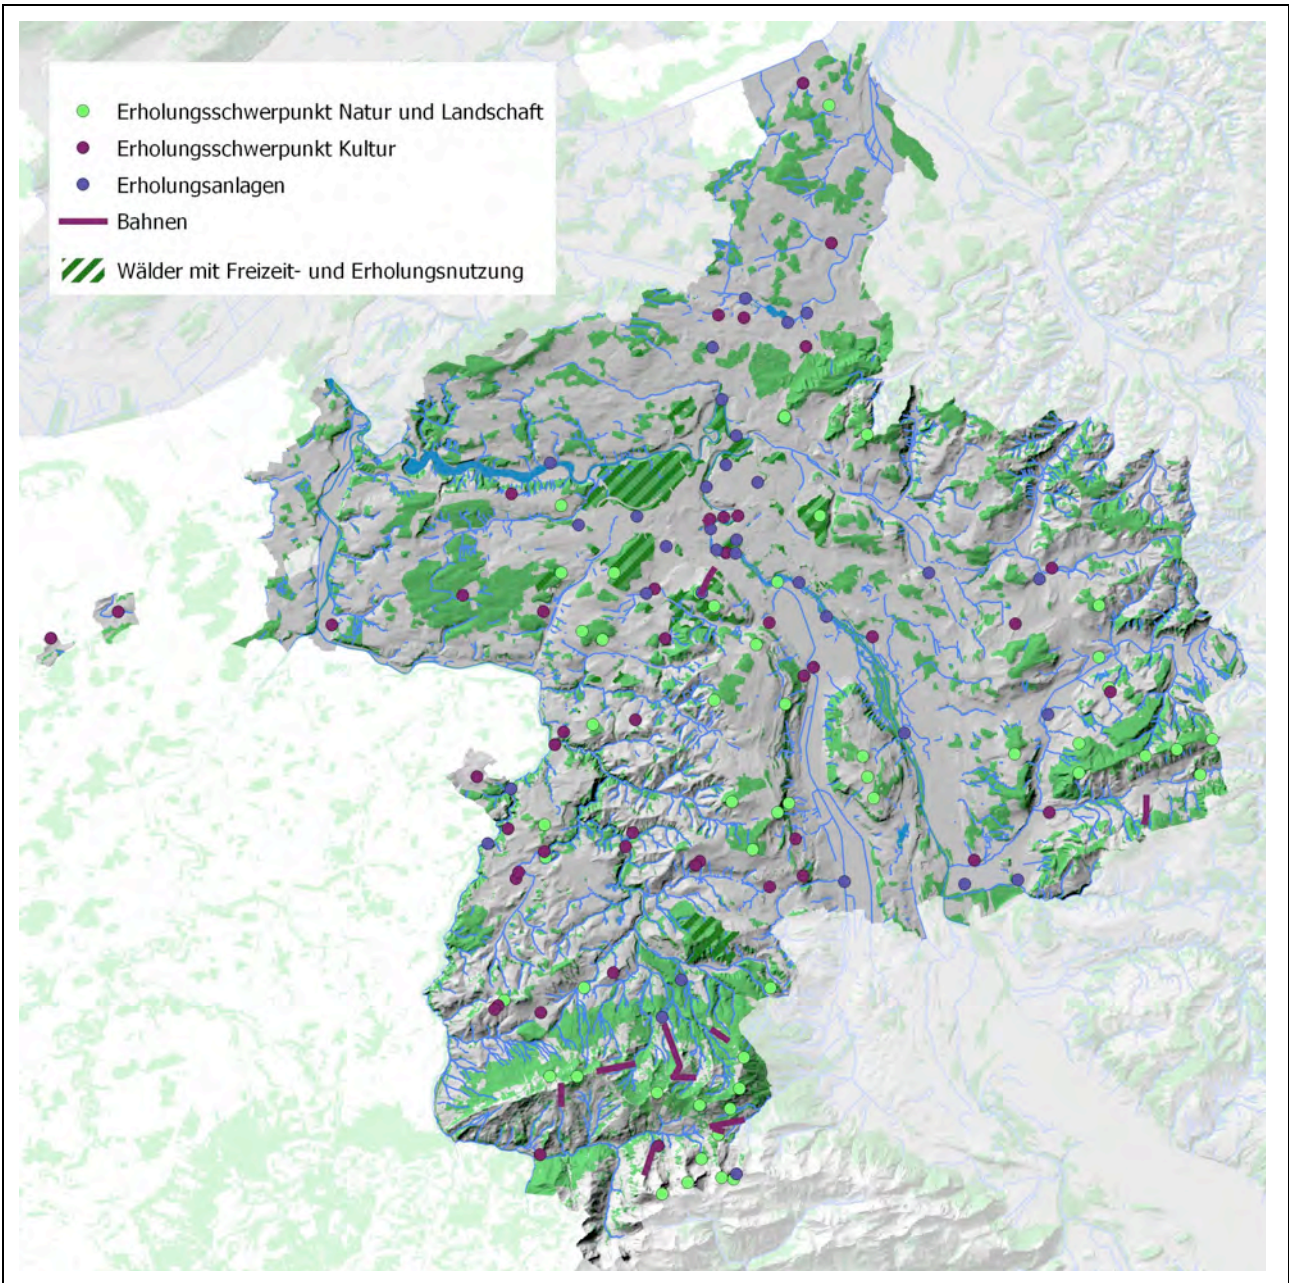 Erholungsschwerpunkt Natur und Landschaft
Erholungsschwerpunkt Kultur
Erholungsanlagen
Bahnen
Wälder mit Freizeit- und Erholungsnutzung